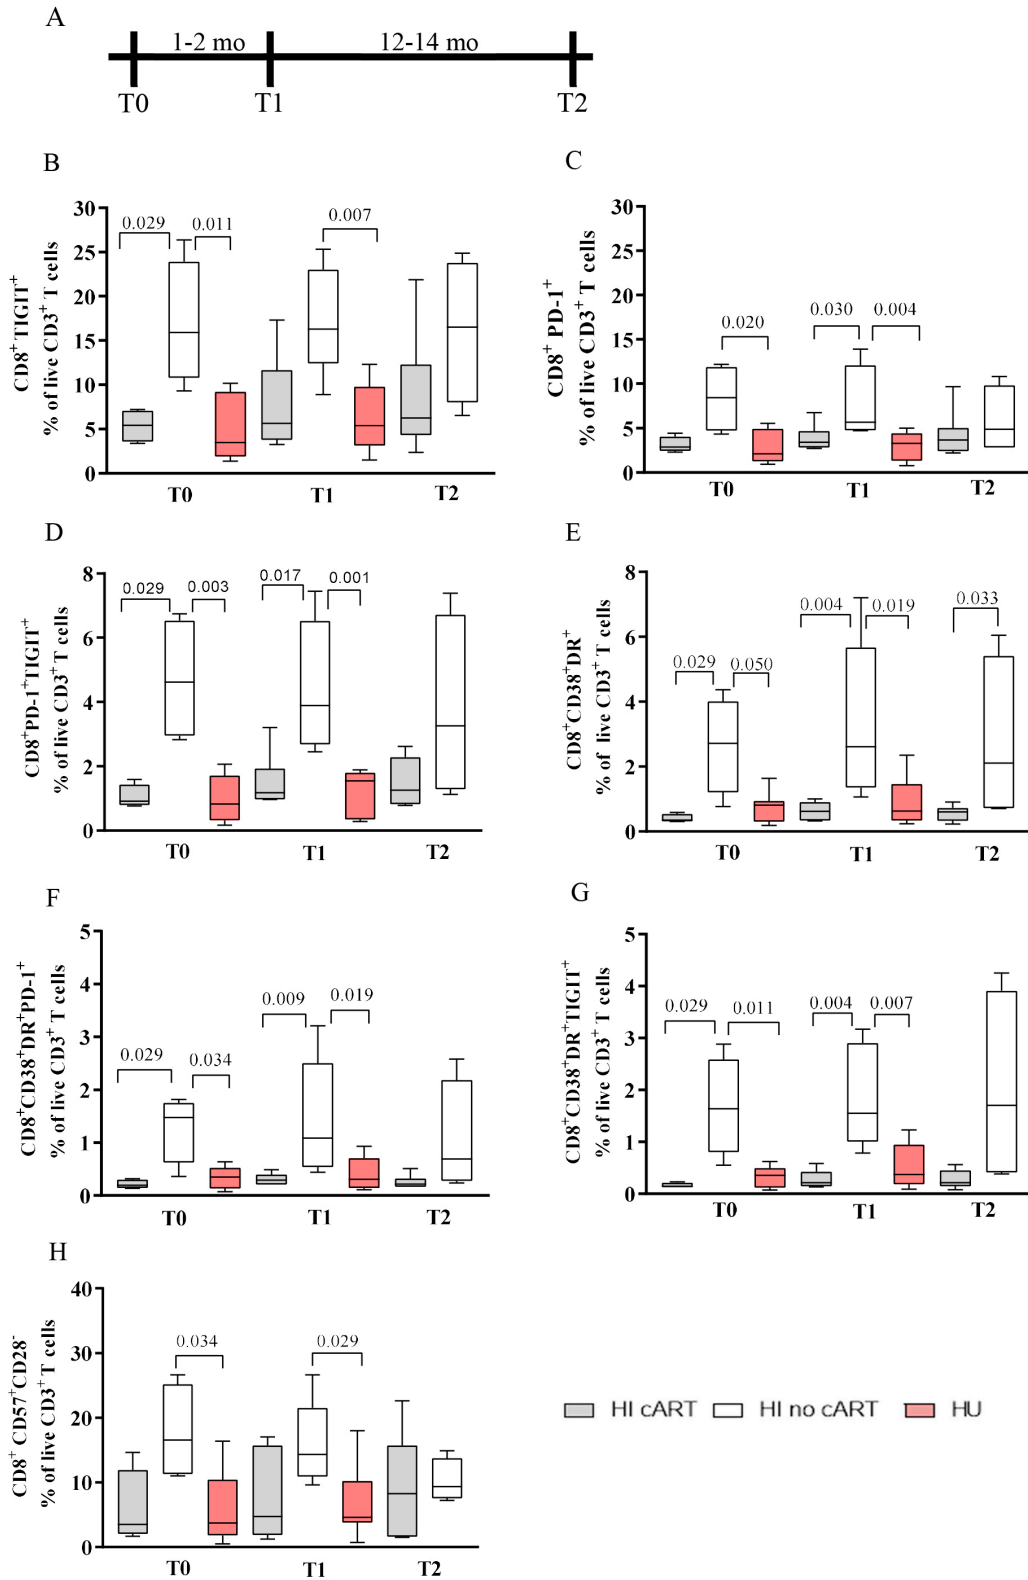 A
1-2 mo 12-14 mo
T0 T1 T2
B
CD8+ TIGIT+
% of live CD3+ T cells
30
25
20
15
10
5
0
0.029 0.011 0.007
T0 T1 T2
C
CD8+ PD-1+
% of live CD3+ T cells
30
25
20
15
10
5
0
0.020 0.030 0.004
T0 T1 T2
D
CD8+PD-1+TIGIT+
% of live CD3+ T cells
8
6
4
2
0
0.029 0.003 0.017 0.001
T0 T1 T2
E
CD8+CD38+DR+
% of live CD3+ T cells
8
6
4
2
0
0.029 0.050 0.004 0.019 0.033
T0 T1 T2
F
CD8+CD38+DR+PD-1+
% of live CD3+ T cells
5
4
3
2
1
0
0.029 0.034 0.009 0.019
T0 T1 T2
G
CD8+CD38+DR+TIGIT+
% of live CD3+ T cells
5
4
3
2
1
0
0.029 0.011 0.004 0.007
T0 T1 T2
H
CD8+ CD57+CD28-
% of live CD3+ T cells
40
30
20
10
0
0.034 0.029
T0 T1 T2
HI cART HI no cART HU